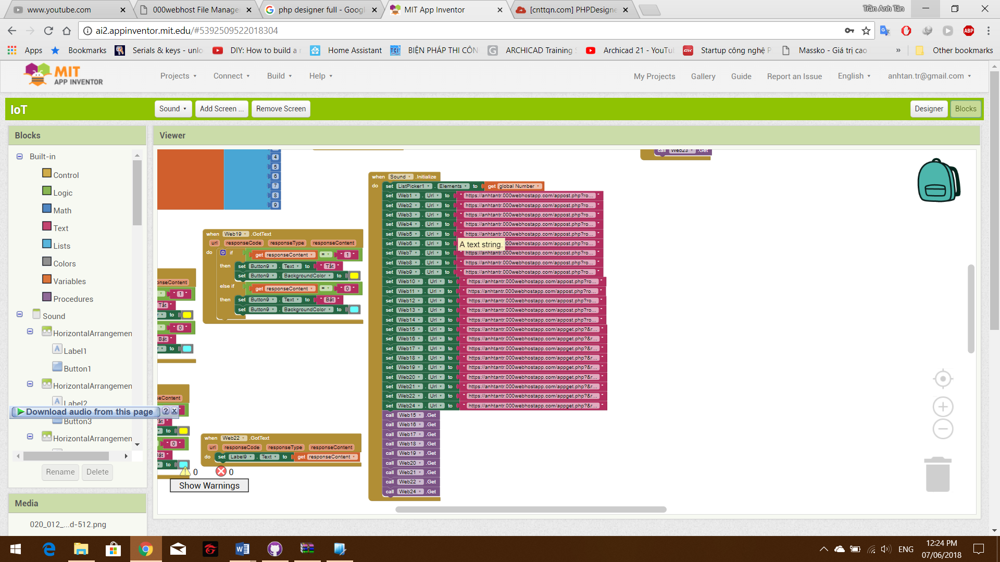 www.youtube.com
000webhost File Manage
php designer full - Goog
MIT App Inventor
[cnttqn.com] PHPDesigne
Trần Anh Tân
ai2.appinventor.mit.edu/#5392509522018304
Apps
Bookmarks
Serials & keys - unlo
DIY: How to build a
Home Assistant
BIỆN PHÁP THI CÔN
ARCHICAD Training
Archicad 21 - YouTu
Startup công nghệ P
Massko - Giá trị cao
»
Other bookmarks
MIT
APP INVENTOR
Projects
Connect
Build
Help
My Projects
Gallery
Guide
Report an Issue
English
anhtan.tr@gmail.com
IoT
Sound
Add Screen ...
Remove Screen
Designer
Blocks
Blocks
Built-in
Control
Logic
Math
Text
Lists
Colors
Variables
Procedures
Sound
HorizontalArrangemen
Label1
Button1
HorizontalArrangemen
Label2
Download audio from this page
Button3
HorizontalArrangemen
Rename
Delete
Media
020_012_...d-512.png
Viewer
4
5
6
7
8
9
call Web23 .Get
when Web19 .GotText
url responseCode responseType responseContent
do if get responseContent = " 1 "
then set Button9 . Text to " Tắt "
set Button9 . BackgroundColor to
else if get responseContent = " 0 "
then set Button9 . Text to " Bật "
set Button9 . BackgroundColor to
onseContent
" 1 "
Tắt "
to
" 0 "
Bật "
to
seContent
to
" 0 "
to
when Web22 .GotText
url responseCode responseType responseContent
do set Label9 . Text to get responseContent
0
0
Show Warnings
when Sound .Initialize
do set ListPicker1 . Elements to get global Number
set Web1 . Url to " https://anhtantr.000webhostapp.com/appost.php?ro... "
set Web2 . Url to " https://anhtantr.000webhostapp.com/appost.php?ro... "
set Web3 . Url to " https://anhtantr.000webhostapp.com/appost.php?ro... "
set Web4 . Url to " https://anhtantr.000webhostapp.com/appost.php?ro... "
set Web5 . Url to " https://anhtantr.000webhostapp.com/appost.php?ro... "
set Web6 . Url to .000webhostapp.com/appost.php?ro... "
A text string.
set Web7 . Url to " https://anhtantr.000webhostapp.com/appost.php?ro... "
set Web8 . Url to " https://anhtantr.000webhostapp.com/appost.php?ro... "
set Web9 . Url to " https://anhtantr.000webhostapp.com/appost.php?ro... "
set Web10 . Url to " https://anhtantr.000webhostapp.com/appost.php?ro... "
set Web11 . Url to " https://anhtantr.000webhostapp.com/appost.php?ro... "
set Web12 . Url to " https://anhtantr.000webhostapp.com/appost.php?ro... "
set Web13 . Url to " https://anhtantr.000webhostapp.com/appost.php?ro... "
set Web14 . Url to " https://anhtantr.000webhostapp.com/appost.php?ro... "
set Web15 . Url to " https://anhtantr.000webhostapp.com/appget.php?&r... "
set Web16 . Url to " https://anhtantr.000webhostapp.com/appget.php?&r... "
set Web17 . Url to " https://anhtantr.000webhostapp.com/appget.php?&r... "
set Web18 . Url to " https://anhtantr.000webhostapp.com/appget.php?&r... "
set Web19 . Url to " https://anhtantr.000webhostapp.com/appget.php?&r... "
set Web20 . Url to " https://anhtantr.000webhostapp.com/appget.php?&r... "
set Web21 . Url to " https://anhtantr.000webhostapp.com/appget.php?&r... "
set Web22 . Url to " https://anhtantr.000webhostapp.com/appget.php?&r... "
set Web24 . Url to " https://anhtantr.000webhostapp.com/appget.php?&r... "
call Web15 .Get
call Web16 .Get
call Web17 .Get
call Web18 .Get
call Web19 .Get
call Web20 .Get
call Web21 .Get
call Web22 .Get
call Web24 .Get
ENG
12:24 PM
07/06/2018